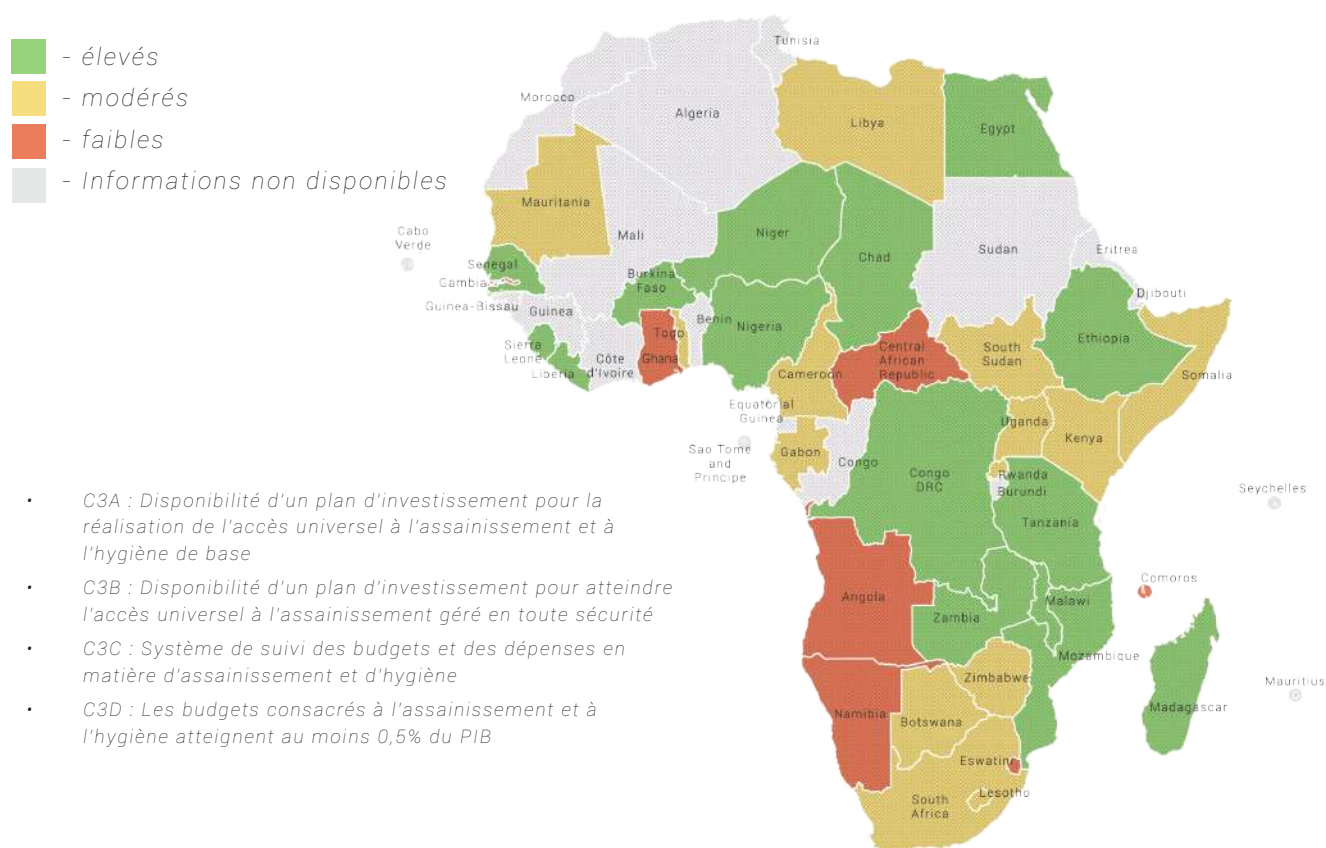 - élevés
- modérés
- faibles
- Informations non disponibles
Tunisia
Morocco
Algeria
Libya
Egypt
Mauritania
Cabo
Verde
Mali
Niger
Chad
Sudan
Eritrea
Senegal
Gambia
Burkina
Faso
Djibouti
Guinea-Bissau
Guinea
Benin
Nigeria
Togo
Ghana
Sierra
Leone
Côte
d'Ivoire
Liberia
Central
African
Republic
South
Sudan
Ethiopia
Cameroon
Somalia
Equatorial
Guinea
Uganda
Kenya
Sao Tome
and
Principe
Gabon
Congo
Congo
DRC
Rwanda
Burundi
Seychelles
Tanzania
Comoros
Angola
Malawi
Zambia
Mozambique
Zimbabwe
Mauritius
Namibia
Botswana
Madagascar
Eswatini
Lesotho
South
Africa
• C3A : Disponibilité d'un plan d'investissement pour la
réalisation de l'accès universel à l'assainissement et à
l'hygiène de base
• C3B : Disponibilité d'un plan d'investissement pour atteindre
l'accès universel à l'assainissement géré en toute sécurité
• C3C : Système de suivi des budgets et des dépenses en
matière d'assainissement et d'hygiène
• C3D : Les budgets consacrés à l'assainissement et à
l'hygiène atteignent au moins 0,5% du PIB